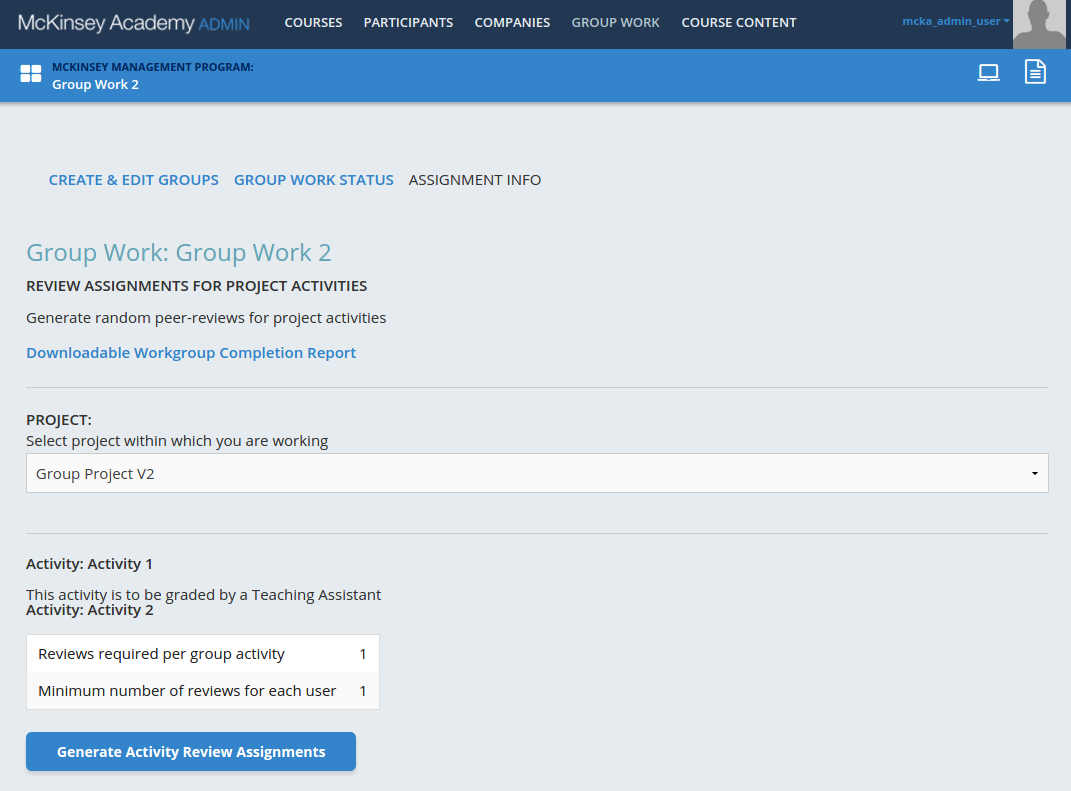 McKinsey Academy ADMIN COURSES PARTICIPANTS COMPANIES GROUP WORK COURSE CONTENT mcka_admin_user
MCKINSEY MANAGEMENT PROGRAM:
Group Work 2
CREATE & EDIT GROUPS GROUP WORK STATUS ASSIGNMENT INFO
Group Work: Group Work 2
REVIEW ASSIGNMENTS FOR PROJECT ACTIVITIES
Generate random peer-reviews for project activities
Downloadable Workgroup Completion Report
PROJECT:
Select project within which you are working
Group Project V2
Activity: Activity 1
This activity is to be graded by a Teaching Assistant
Activity: Activity 2
Reviews required per group activity 1
Minimum number of reviews for each user 1
Generate Activity Review Assignments